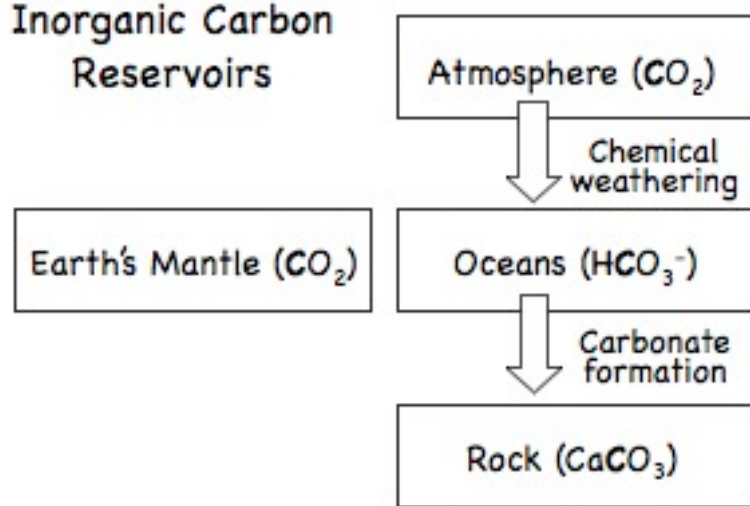 Inorganic Carbon
Reservoirs
Atmosphere (CO₂)
Chemical
weathering
Earth's Mantle (CO₂)
Oceans (HCO₃⁻)
Carbonate
formation
Rock (CaCO₃)